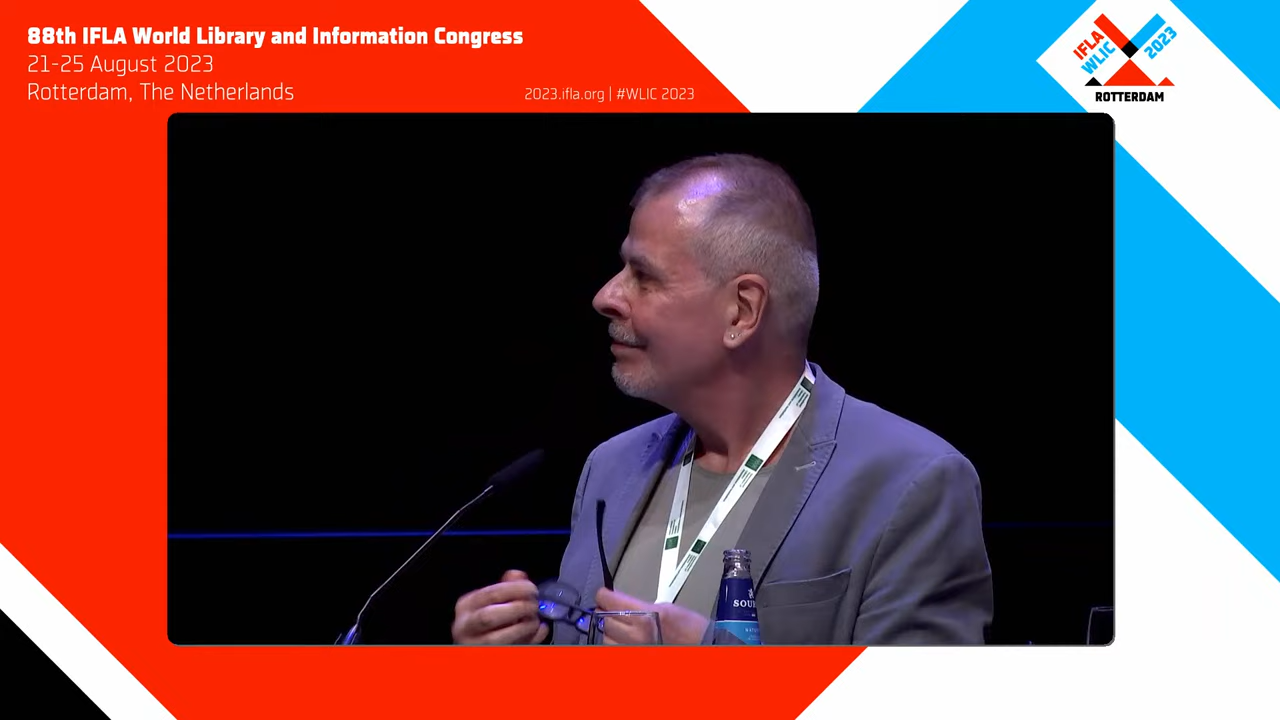 88th IFLA World Library and Information Congress
21-25 August 2023
Rotterdam, The Netherlands
2023.ifla.org | #WLIC 2023
IFLA
WLIC
2023
ROTTERDAM